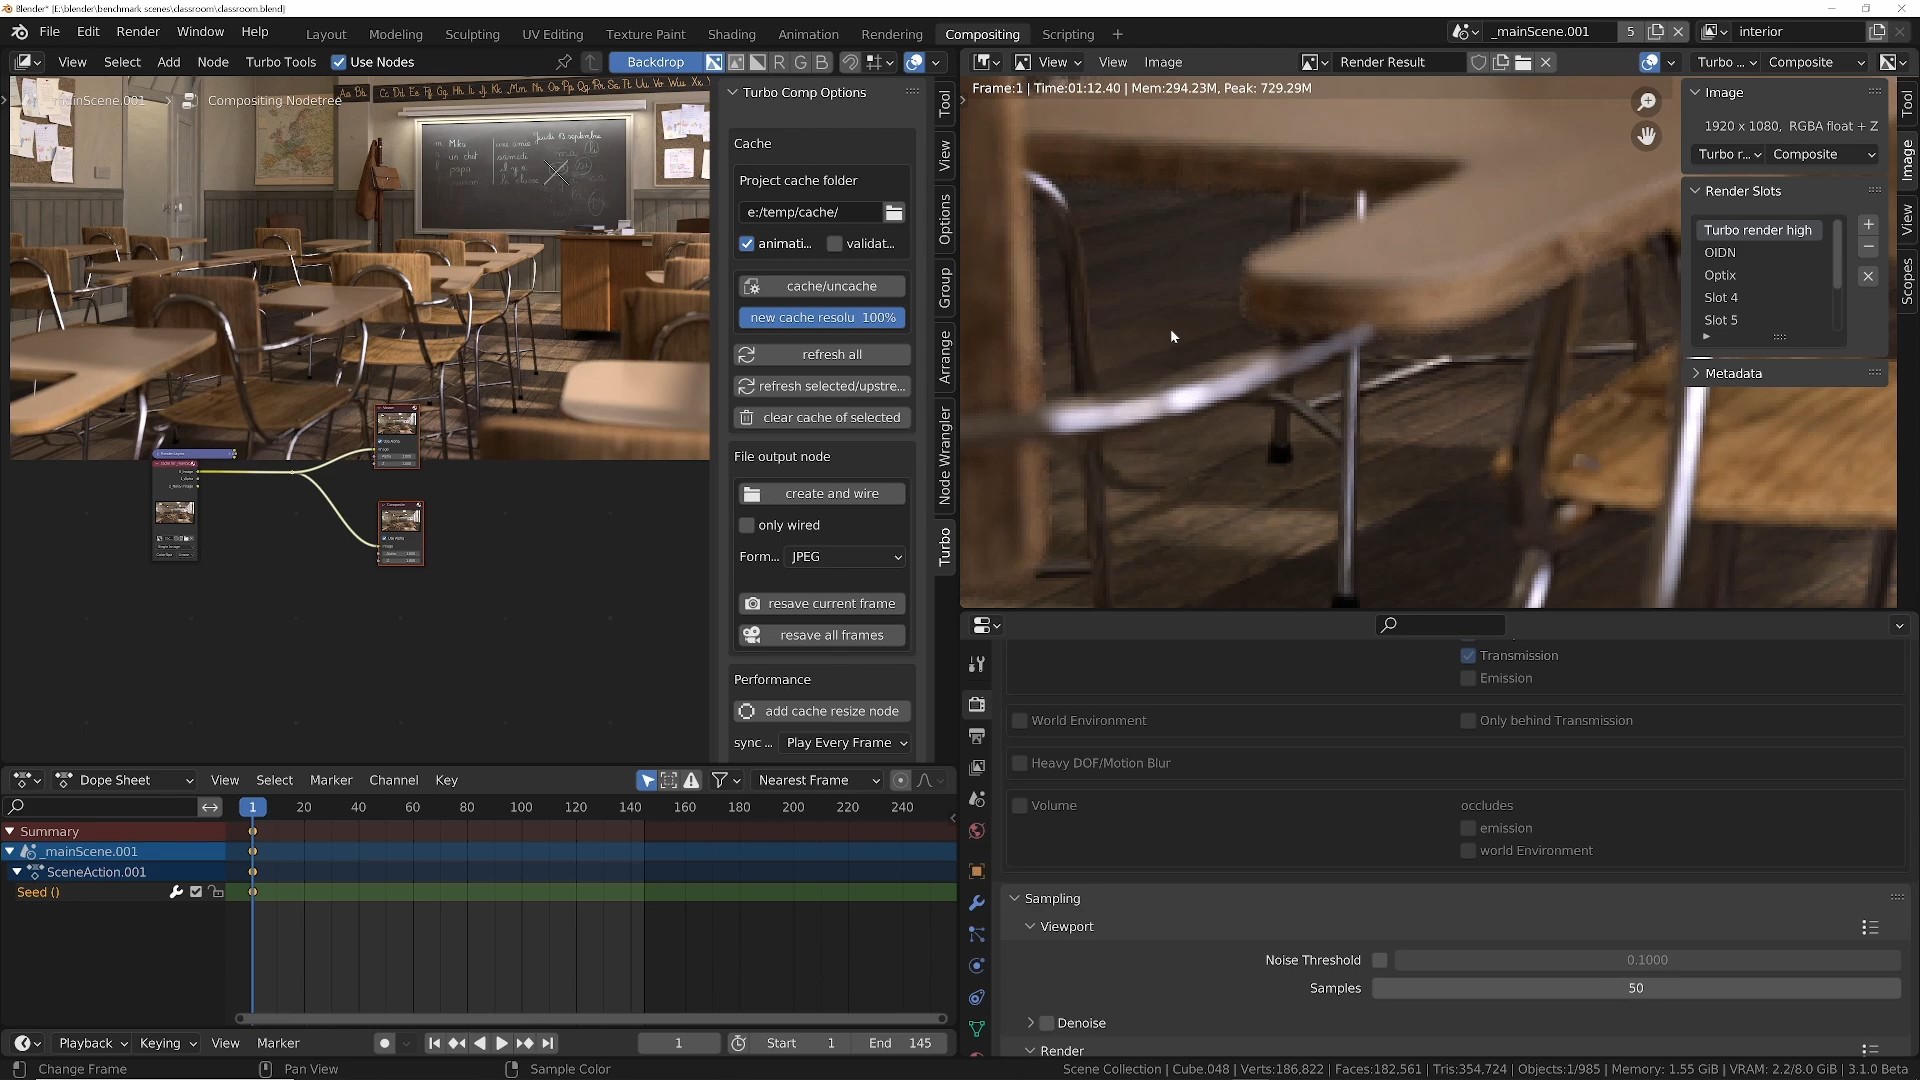 Blender* [E:\blender\benchmark scenes\classroom\classroom.blend]
File Edit Render Window Help
Layout Modeling Sculpting UV Editing Texture Paint Shading Animation Rendering Compositing Scripting +
_mainScene.001 5
interior
View Select Add Node Turbo Tools Use Nodes
Backdrop R G B
View View Image Render Result Turbo ... Composite
mainScene.001 > Compositing Nodetree
Turbo Comp Options
Cache
Project cache folder
e:/temp/cache/
animati... validat...
cache/uncache
new cache resolu 100%
refresh all
refresh selected/upstre...
clear cache of selected
File output node
create and wire
only wired
Form... JPEG
resave current frame
resave all frames
Performance
add cache resize node
sync ... Play Every Frame
Tool
View
Options
Group
Arrange
Node Wrangler
Turbo
Frame:1 | Time:01:12.40 | Mem:294.23M, Peak: 729.29M
Image
1920 x 1080, RGBA float + Z
Turbo r... Composite
Render Slots
Turbo render high
OIDN
Optix
Slot 4
Slot 5
Metadata
Tool
Image
View
Scopes
Transmission
Emission
World Environment
Only behind Transmission
Heavy DOF/Motion Blur
Volume
occludes
emission
world Environment
Sampling
Viewport
Noise Threshold 0.1000
Samples 50
Denoise
Render
Dope Sheet View Select Marker Channel Key Nearest Frame
1 20 40 60 80 100 120 140 160 180 200 220 240
Summary
_mainScene.001
SceneAction.001
Seed ()
Playback Keying View Marker 1 Start 1 End 145
Change Frame Pan View Sample Color
Scene Collection | Cube.048 | Verts:186,822 | Faces:182,561 | Tris:354,724 | Objects:1/985 | Memory: 1.55 GiB | VRAM: 2.2/8.0 GiB | 3.1.0 Beta